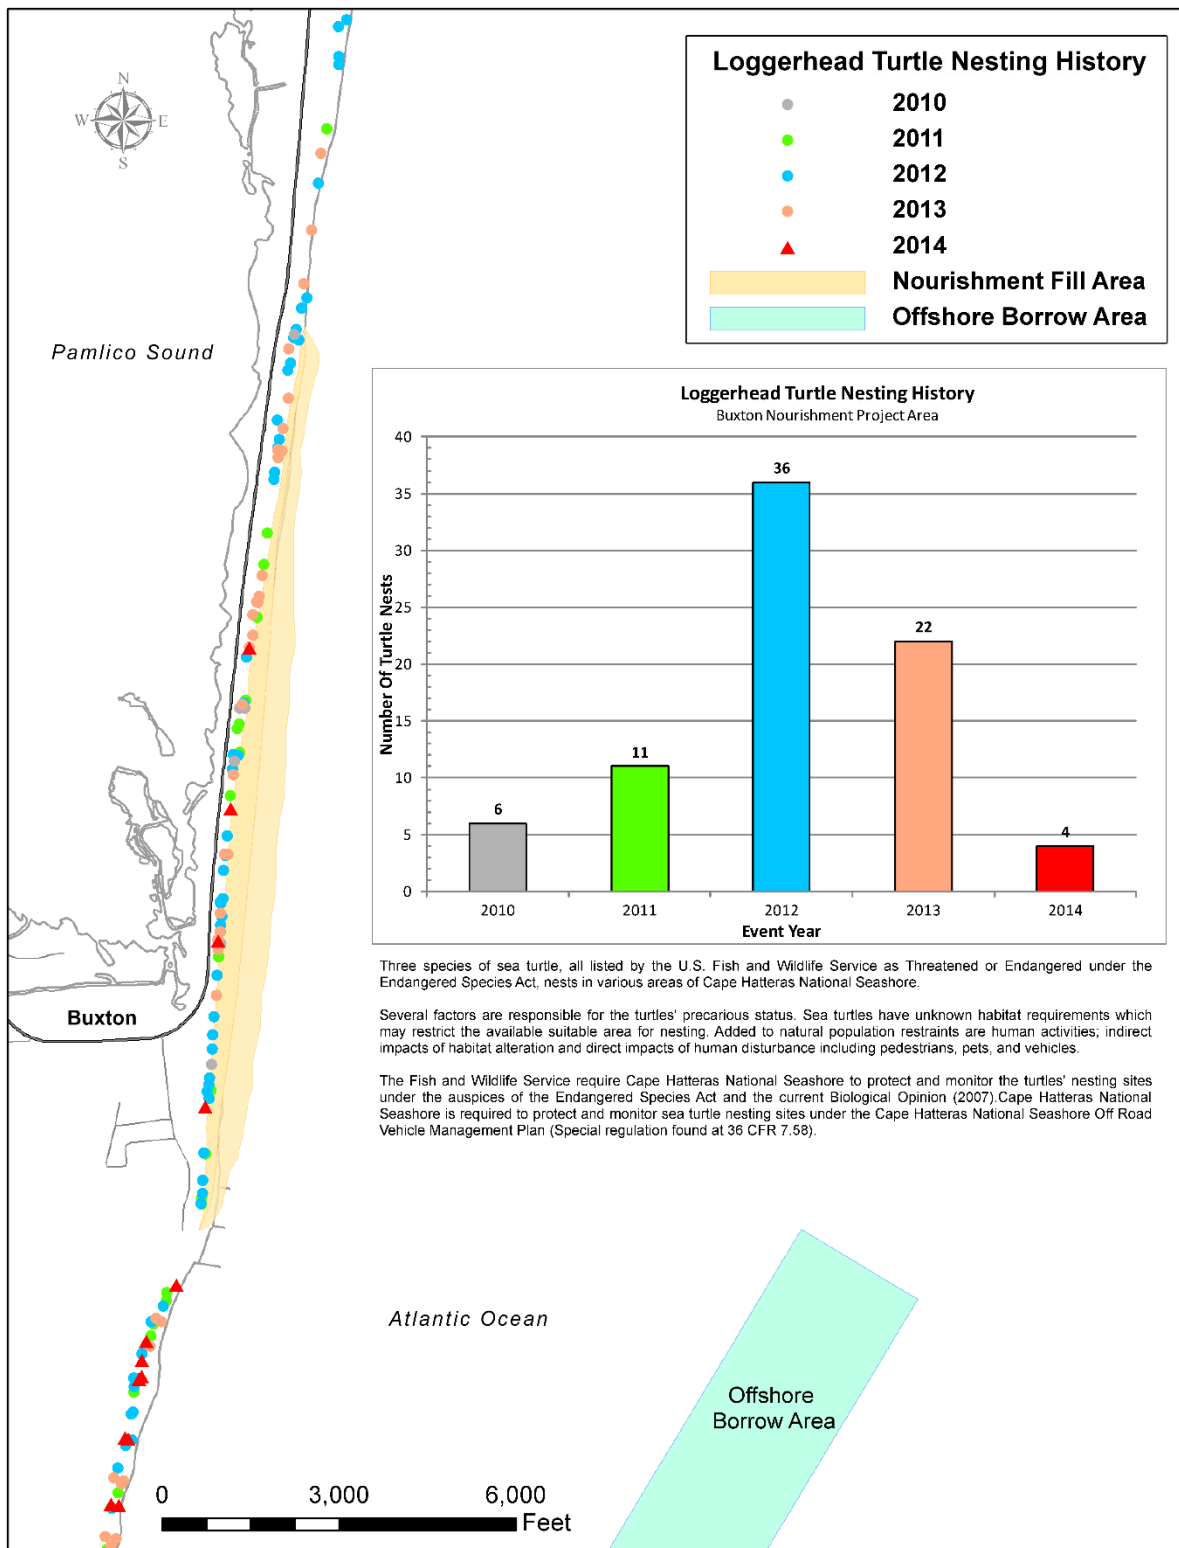 N
W E
S
Pamlico Sound
Loggerhead Turtle Nesting History
2010
2011
2012
2013
2014
Nourishment Fill Area
Offshore Borrow Area
Loggerhead Turtle Nesting History
Buxton Nourishment Project Area
Number Of Turtle Nests
40
35
30
25
20
15
10
5
0
6
11
36
22
4
2010 2011 2012 2013 2014
Event Year
Three species of sea turtle, all listed by the U.S. Fish and Wildlife Service as Threatened or Endangered under the
Endangered Species Act, nests in various areas of Cape Hatteras National Seashore.
Several factors are responsible for the turtles' precarious status. Sea turtles have unknown habitat requirements which
may restrict the available suitable area for nesting. Added to natural population restraints are human activities; indirect
impacts of habitat alteration and direct impacts of human disturbance including pedestrians, pets, and vehicles.
The Fish and Wildlife Service require Cape Hatteras National Seashore to protect and monitor the turtles' nesting sites
under the auspices of the Endangered Species Act and the current Biological Opinion (2007).Cape Hatteras National
Seashore is required to protect and monitor sea turtle nesting sites under the Cape Hatteras National Seashore Off Road
Vehicle Management Plan (Special regulation found at 36 CFR 7.58).
Buxton
Atlantic Ocean
Offshore
Borrow Area
0 3,000 6,000
Feet